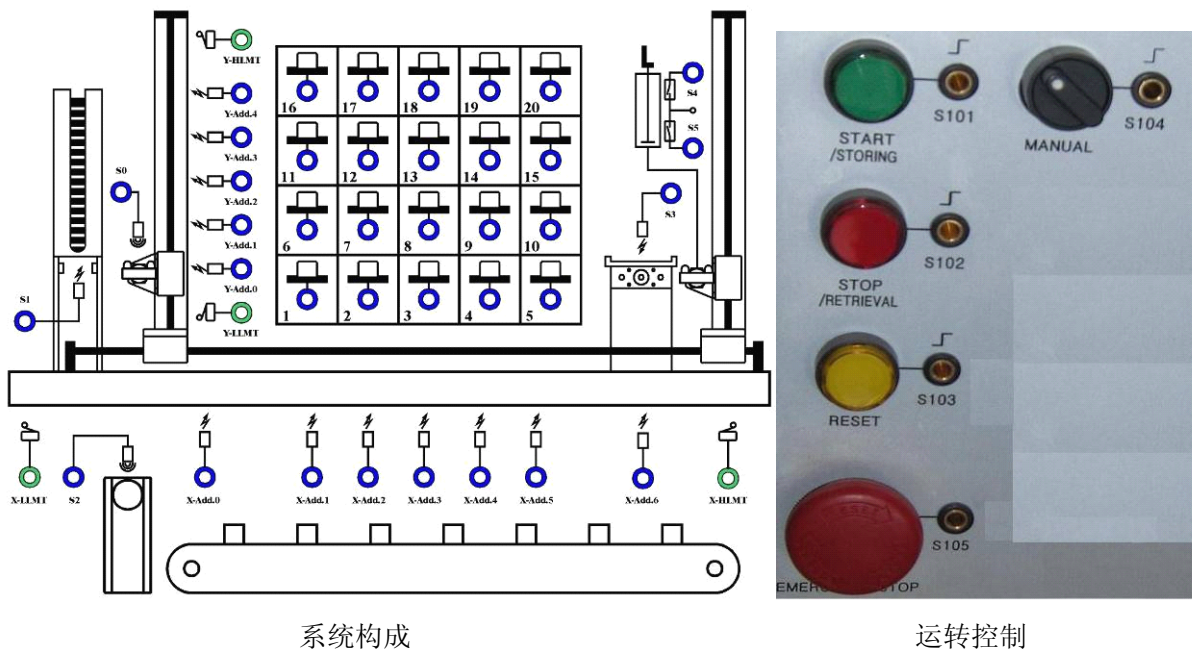 Y-HLMT
16 17 18 19 20
S4
Y-Add.4
S5
Y-Add.3
11 12 13 14 15
S0
Y-Add.2
S3
Y-Add.1
6 7 8 9 10
Y-Add.0
S1
1 2 3 4 5
Y-LLMT
X-LLMT S2 X-Add.0 X-Add.1 X-Add.2 X-Add.3 X-Add.4 X-Add.5 X-Add.6 X-HLMT
系统构成
S101
START
/STORING
S104
MANUAL
S102
STOP
/RETRIEVAL
S103
RESET
S105
STOP
运转控制